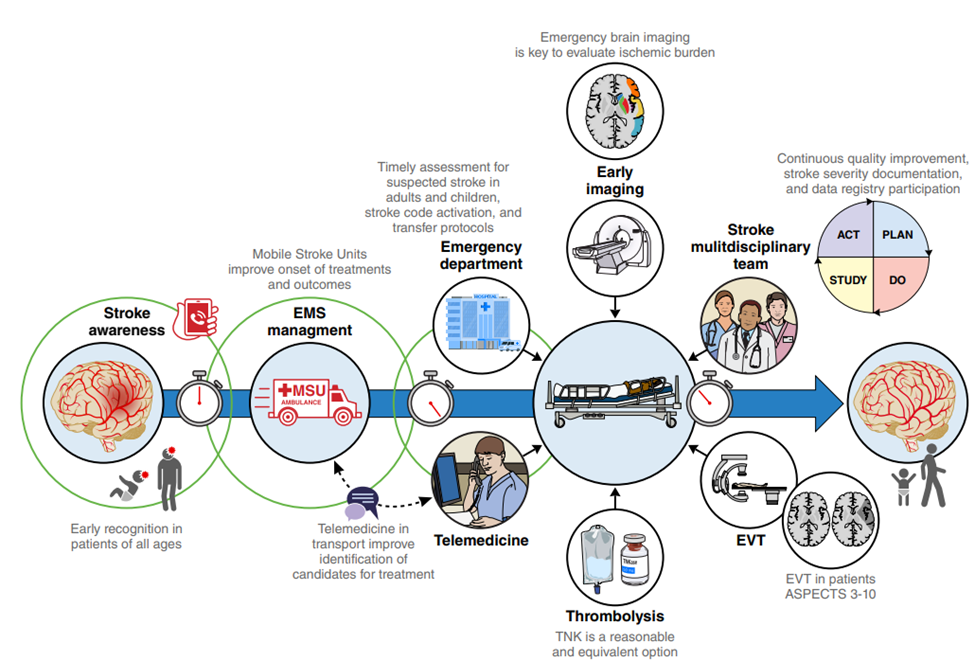 Emergency brain imaging
is key to evaluate ischemic burden
Early
imaging
Timely assessment for
suspected stroke in
adults and children,
stroke code activation, and
transfer protocols
Emergency
department
HOSPITAL
Continuous quality improvement,
stroke severity documentation,
and data registry participation
ACT
PLAN
STUDY
DO
Stroke
mulitdisciplinary
team
Mobile Stroke Units
improve onset of treatments
and outcomes
EMS
managment
MSU
AMBULANCE
Stroke
awareness
Early recognition in
patients of all ages
Telemedicine in
transport improve
identification of
candidates for treatment
Telemedicine
Thrombolysis
TNK is a reasonable
and equivalent option
EVT
EVT in patients
ASPECTS 3-10